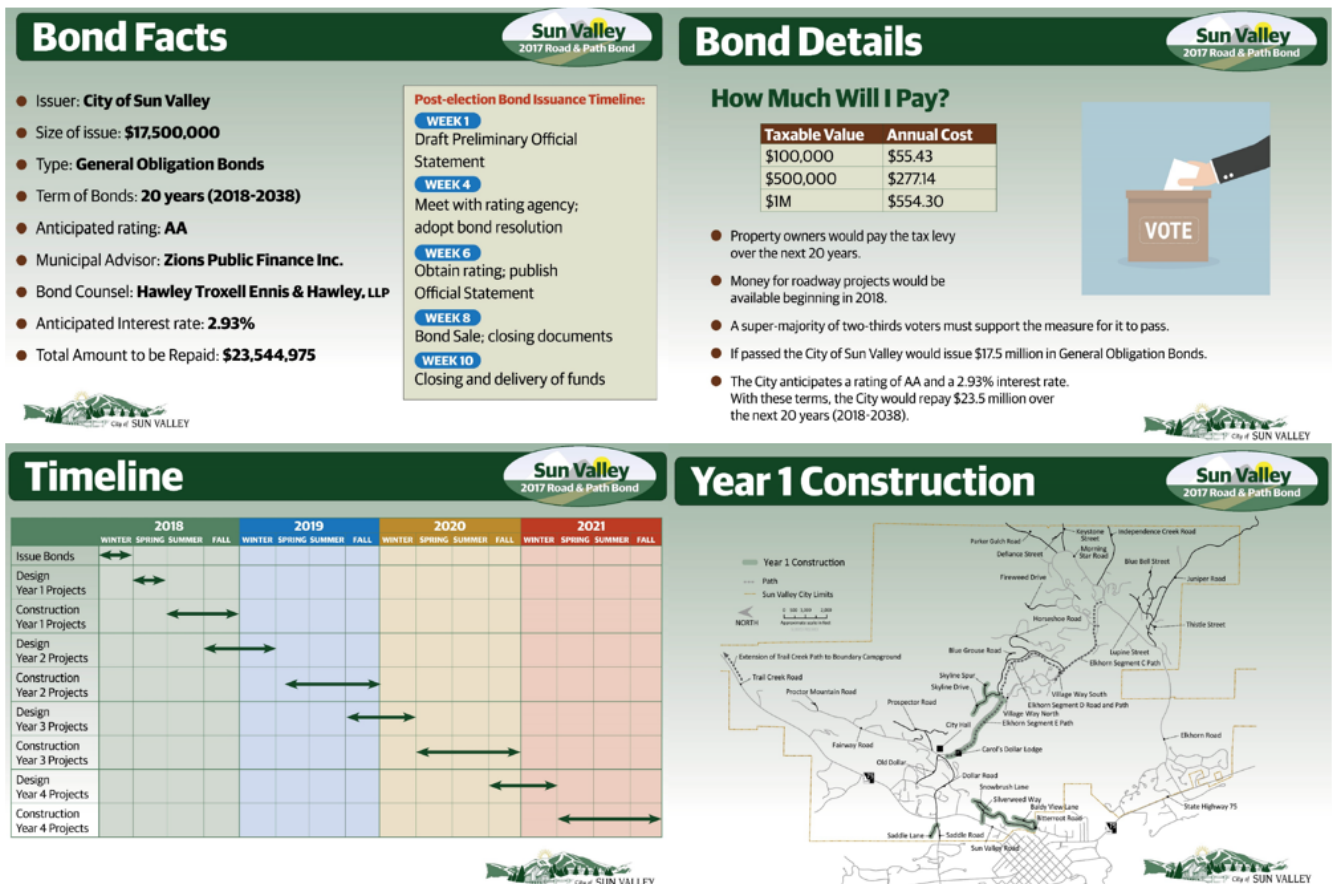 Bond Facts
Sun Valley
2017 Road & Path Bond
Issuer: City of Sun Valley
Size of issue: $17,500,000
Type: General Obligation Bonds
Term of Bonds: 20 years (2018-2038)
Anticipated rating: AA
Municipal Advisor: Zions Public Finance Inc.
Bond Counsel: Hawley Troxell Ennis & Hawley, LLP
Anticipated Interest rate: 2.93%
Total Amount to be Repaid: $23,544,975
Post-election Bond Issuance Timeline:
WEEK 1
Draft Preliminary Official
Statement
WEEK 4
Meet with rating agency;
adopt bond resolution
WEEK 6
Obtain rating; publish
Official Statement
WEEK 8
Bond Sale; closing documents
WEEK 10
Closing and delivery of funds
City of SUN VALLEY
Bond Details
Sun Valley
2017 Road & Path Bond
How Much Will I Pay?
Taxable Value Annual Cost
$100,000 $55.43
$500,000 $277.14
$1M $554.30
VOTE
Property owners would pay the tax levy
over the next 20 years.
Money for roadway projects would be
available beginning in 2018.
A super-majority of two-thirds voters must support the measure for it to pass.
If passed the City of Sun Valley would issue $17.5 million in General Obligation Bonds.
The City anticipates a rating of AA and a 2.93% interest rate.
With these terms, the City would repay $23.5 million over
the next 20 years (2018-2038).
City of SUN VALLEY
Timeline
Sun Valley
2017 Road & Path Bond
2018 2019 2020 2021
WINTER SPRING SUMMER FALL WINTER SPRING SUMMER FALL WINTER SPRING SUMMER FALL WINTER SPRING SUMMER FALL
Issue Bonds
Design
Year 1 Projects
Construction
Year 1 Projects
Design
Year 2 Projects
Construction
Year 2 Projects
Design
Year 3 Projects
Construction
Year 3 Projects
Design
Year 4 Projects
Construction
Year 4 Projects
City of SUN VALLEY
Year 1 Construction
Sun Valley
2017 Road & Path Bond
Year 1 Construction
Path
Sun Valley City Limits
NORTH
Approximate scale in feet
Parker Gulch Road
Keystone
Street
Independence Creek Road
Defiance Street
Morning
Star Road
Blue Bell Street
Fireweed Drive
Juniper Road
Horseshoe Road
Thistle Street
Blue Grouse Road
Lupine Street
Elkhorn Segment C Path
Extension of Trail Creek Path to Boundary Campground
Trail Creek Road
Skyline Spur
Skyline Drive
Proctor Mountain Road
Village Way South
Prospector Road
Elkhorn Segment D Road and Path
Village Way North
City Hall
Elkhorn Segment E Path
Elkhorn Road
Fairway Road
Carol's Dollar Lodge
Old Dollar
Dollar Road
Snowbrush Lane
Silverweed Way
Baldy View Lane
State Highway 75
Bitterroot Road
Saddle Lane
Saddle Road
Sun Valley Road
City of SUN VALLEY